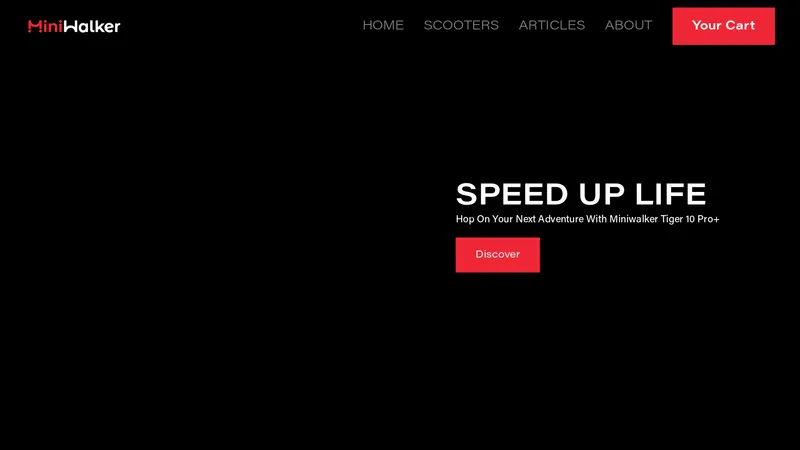 MiniWalker
HOME
SCOOTERS
ARTICLES
ABOUT
Your Cart
SPEED UP LIFE
Hop On Your Next Adventure With Miniwalker Tiger 10 Pro+
Discover